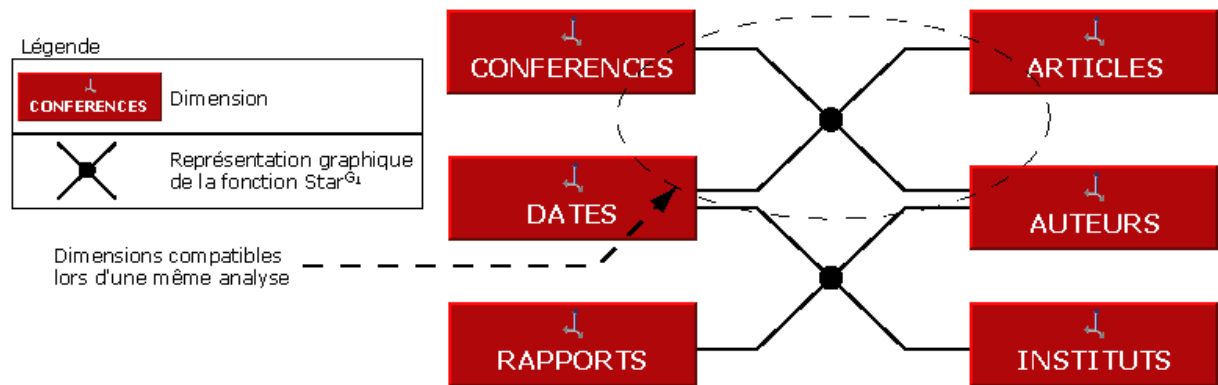 Légende
CONFERENCES
Dimension
Représentation graphique
de la fonction Star^G1
Dimensions compatibles
lors d'une même analyse
CONFERENCES
ARTICLES
DATES
AUTEURS
RAPPORTS
INSTITUTS